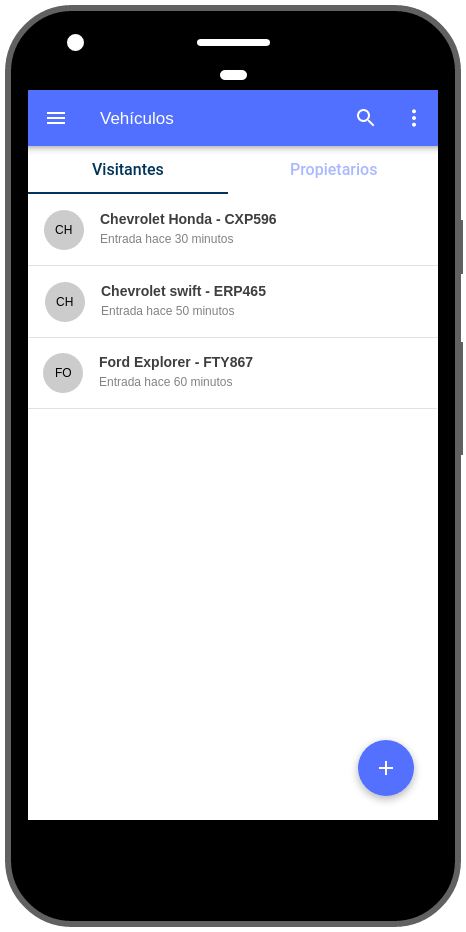 Vehículos
Visitantes Propietarios
CH
Chevrolet Honda - CXP596
Entrada hace 30 minutos
CH
Chevrolet swift - ERP465
Entrada hace 50 minutos
FO
Ford Explorer - FTY867
Entrada hace 60 minutos